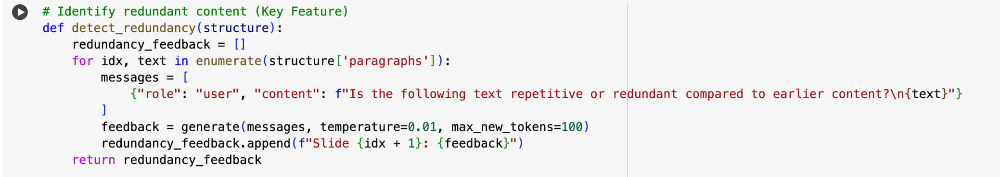 # Identify redundant content (Key Feature)
def detect_redundancy(structure):
    redundancy_feedback = []
    for idx, text in enumerate(structure['paragraphs']):
        messages = [
            {"role": "user", "content": f"Is the following text repetitive or redundant compared to earlier content?\n{text}"}
        ]
        feedback = generate(messages, temperature=0.01, max_new_tokens=100)
        redundancy_feedback.append(f"Slide {idx + 1}: {feedback}")
    return redundancy_feedback